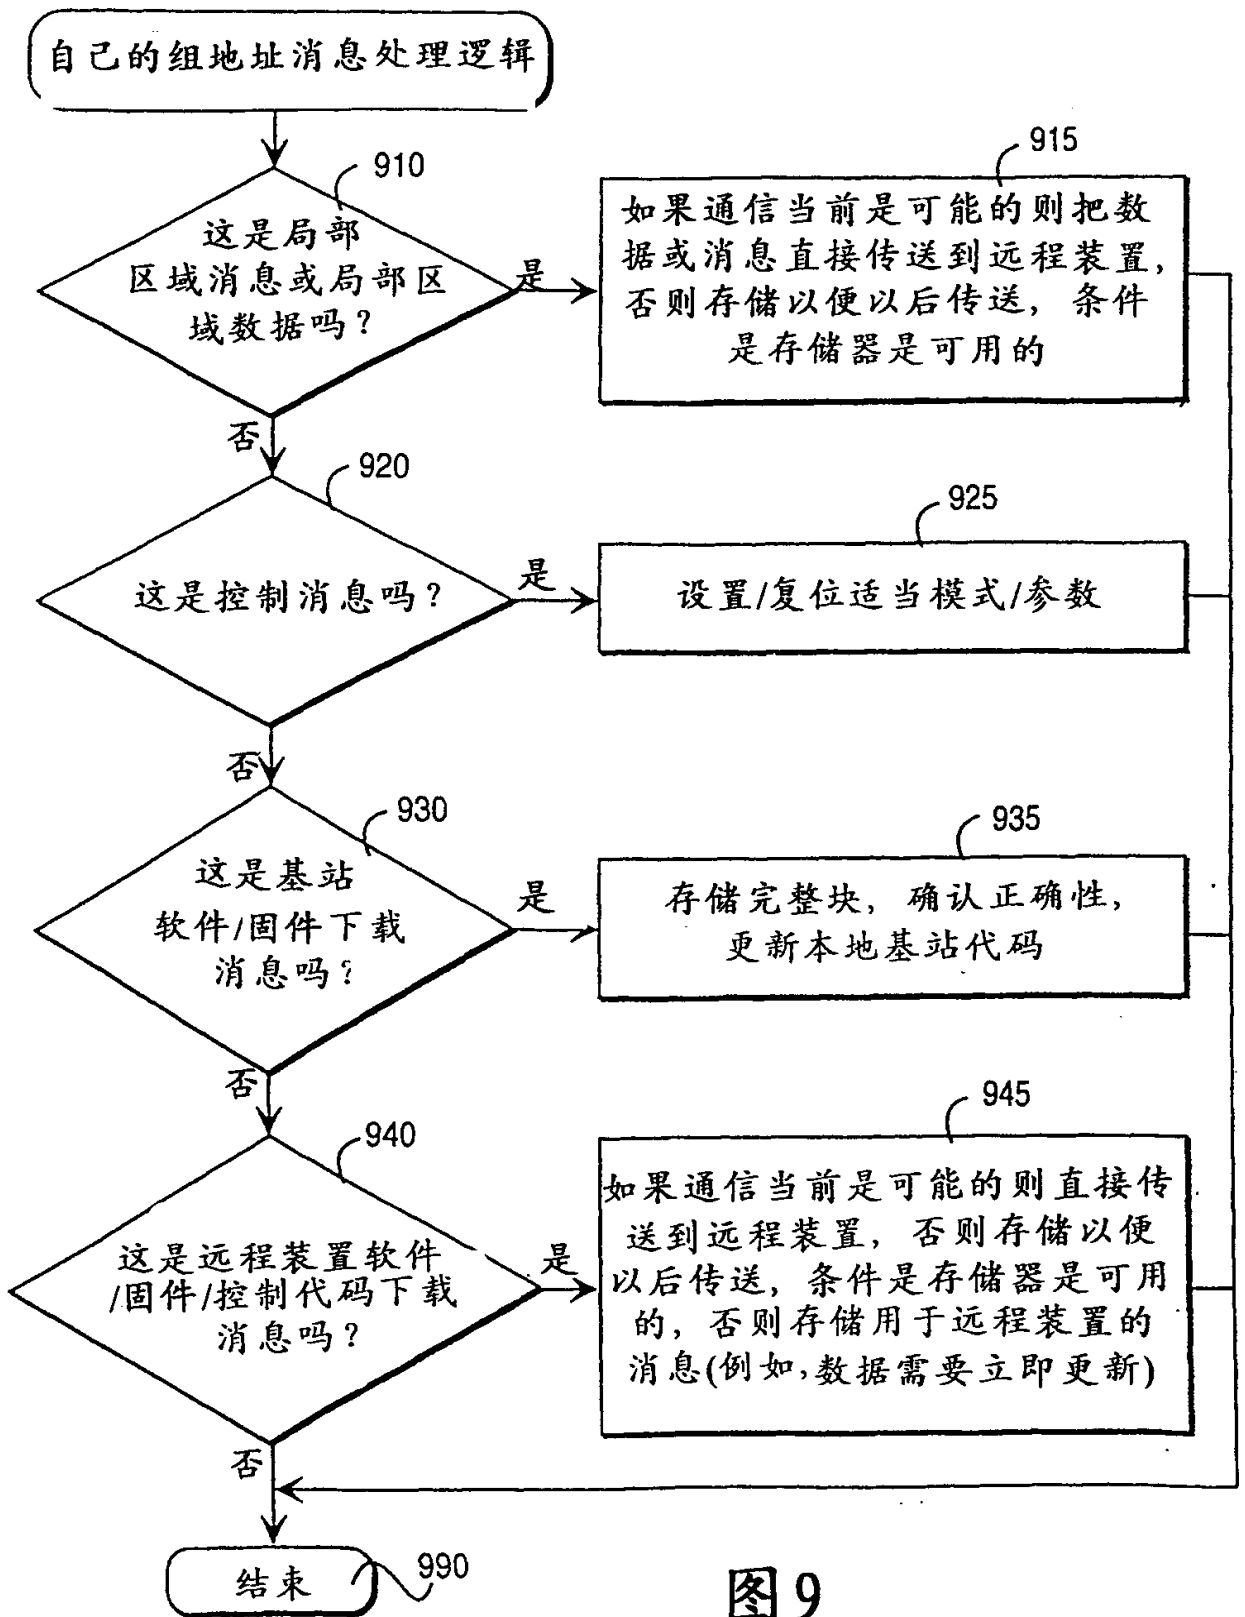 自己的组地址消息处理逻辑
910
这是局部
区域消息或局部区
域数据吗?
是
915
如果通信当前是可能的则把数
据或消息直接传送到远程装置,
否则存储以便以后传送, 条件
是存储器是可用的
否
920
这是控制消息吗?
是
925
设置/复位适当模式/参数
否
930
这是基站
软件/固件下载
消息吗?
是
935
存储完整块, 确认正确性,
更新本地基站代码
否
940
这是远程装置软件
/固件/控制代码下载
消息吗?
是
945
如果通信当前是可能的则直接传
送到远程装置, 否则存储以便
以后传送, 条件是存储器是可用
的, 否则存储用于远程装置的
消息(例如,数据需要立即更新)
否
结束
990
图9